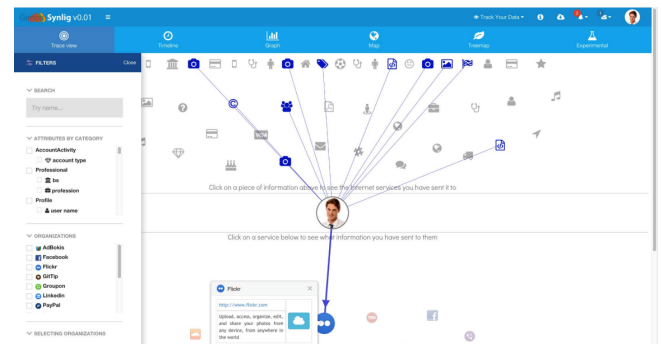 Synlig v0.01
Track Your Data
Trace view
Timeline
Graph
Map
Treemap
Experimental
FILTERS
Close
SEARCH
Try name...
ATTRIBUTES BY CATEGORY
AccountActivity
account type
Professional
bs
profession
Profile
user name
ORGANIZATIONS
AdBokis
Facebook
Flickr
GitTip
Groupon
Linkedin
PayPal
SELECTING ORGANIZATIONS
Click on a piece of information above to see the Internet services you have sent it to
Click on a service below to see what information you have sent to them
Flickr
http://www.flickr.com
Upload, access, organize, edit,
and share your photos from
any device, from anywhere in
the world